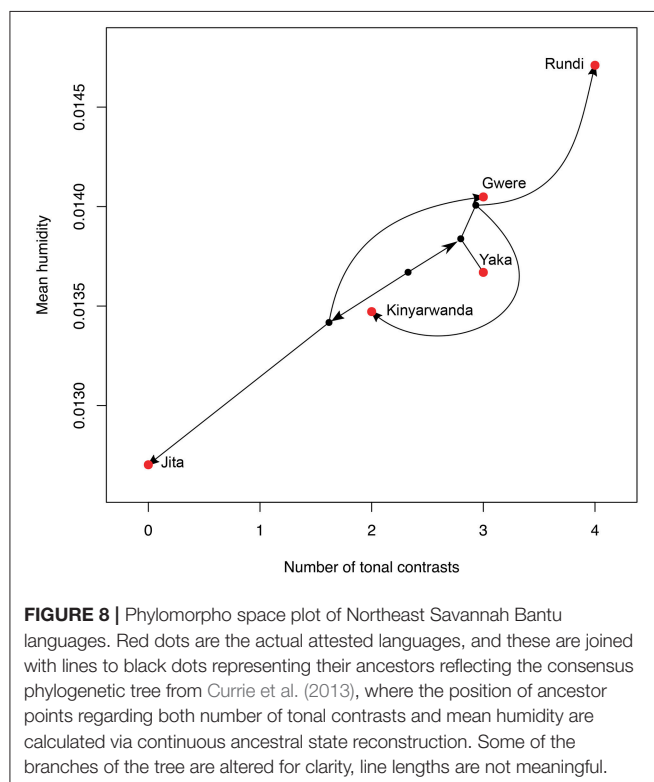 Rundi
0.0145
Gwere
0.0140
Mean humidity
Yaka
0.0135
Kinyarwanda
0.0130
Jita
0 1 2 3 4
Number of tonal contrasts
FIGURE 8 | Phylomorpho space plot of Northeast Savannah Bantu
languages. Red dots are the actual attested languages, and these are joined
with lines to black dots representing their ancestors reflecting the consensus
phylogenetic tree from Currie et al. (2013), where the position of ancestor
points regarding both number of tonal contrasts and mean humidity are
calculated via continuous ancestral state reconstruction. Some of the
branches of the tree are altered for clarity, line lengths are not meaningful.